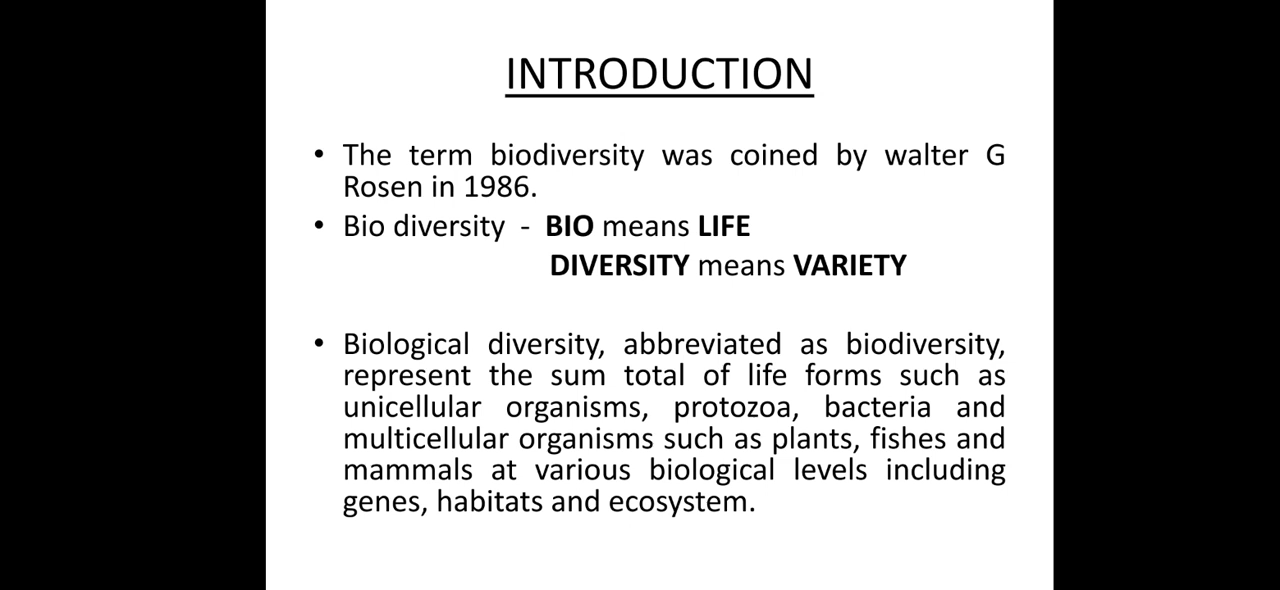 INTRODUCTION
• The term biodiversity was coined by walter G
Rosen in 1986.
• Bio diversity - BIO means LIFE
DIVERSITY means VARIETY
• Biological diversity, abbreviated as biodiversity,
represent the sum total of life forms such as
unicellular organisms, protozoa, bacteria and
multicellular organisms such as plants, fishes and
mammals at various biological levels including
genes, habitats and ecosystem.